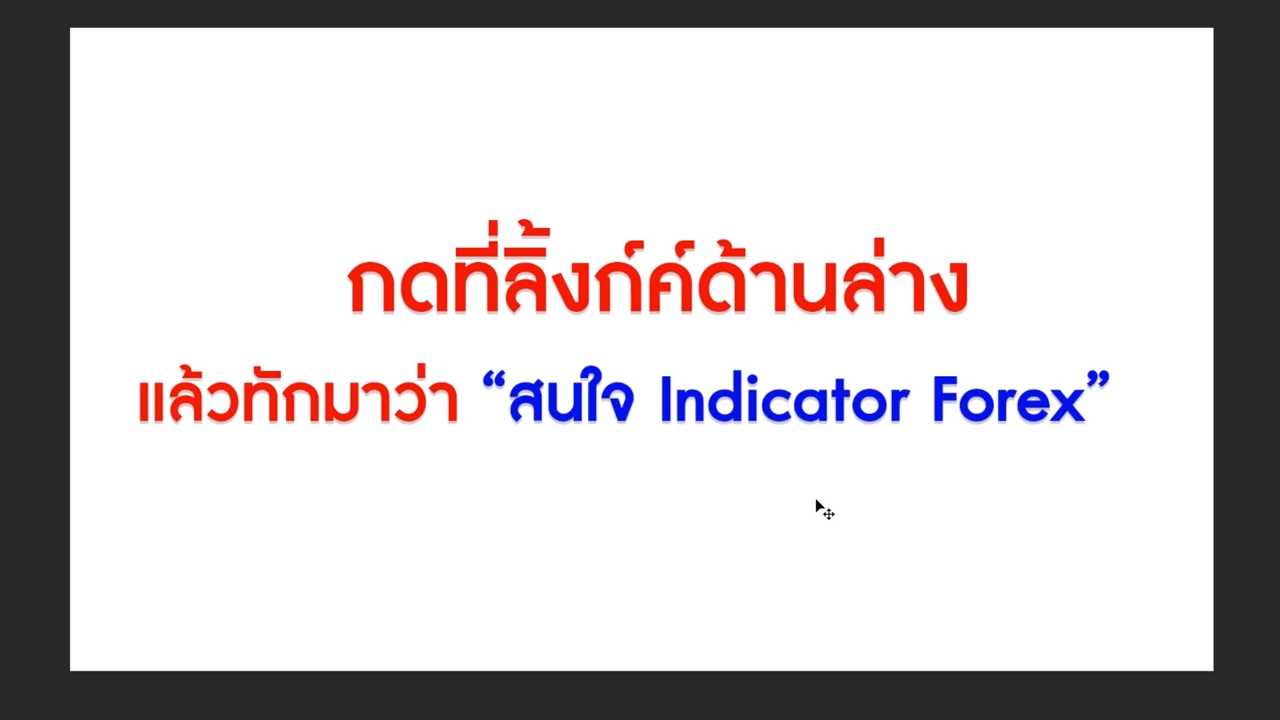 กดที่ลิ้งก์ค์ด้านล่าง
แล้วทักมาว่า “สนใจ Indicator Forex”